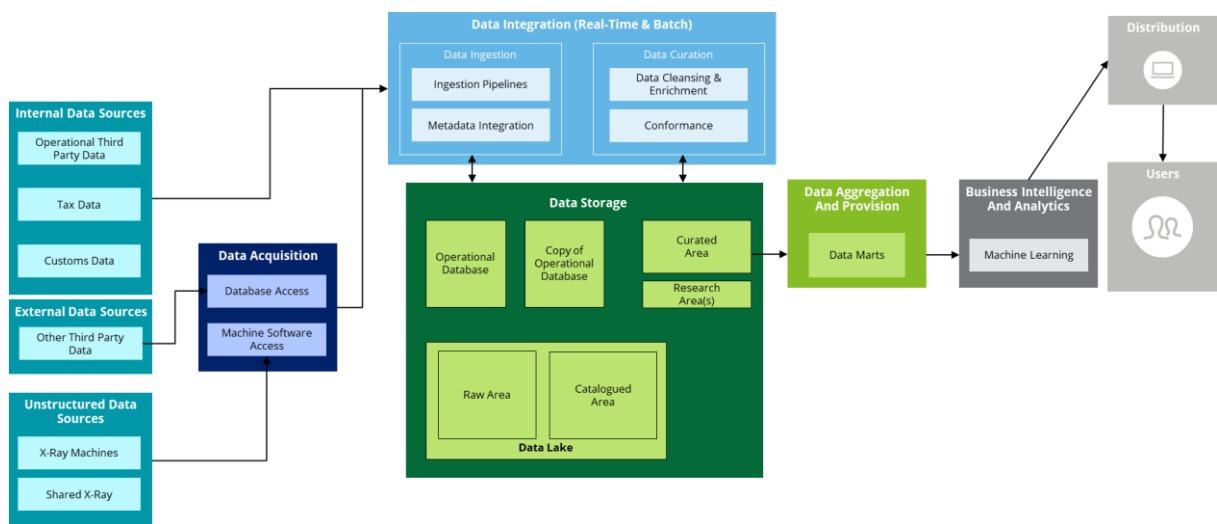 Internal Data Sources
Operational Third
Party Data
Tax Data
Customs Data
External Data Sources
Other Third Party
Data
Unstructured Data
Sources
X-Ray Machines
Shared X-Ray
Data Acquisition
Database Access
Machine Software
Access
Data Integration (Real-Time & Batch)
Data Ingestion
Ingestion Pipelines
Metadata Integration
Data Curation
Data Cleansing &
Enrichment
Conformance
Data Storage
Operational
Database
Copy of
Operational
Database
Curated
Area
Research
Area(s)
Raw Area
Catalogued
Area
Data Lake
Data Aggregation
And Provision
Data Marts
Business Intelligence
And Analytics
Machine Learning
Distribution
Users